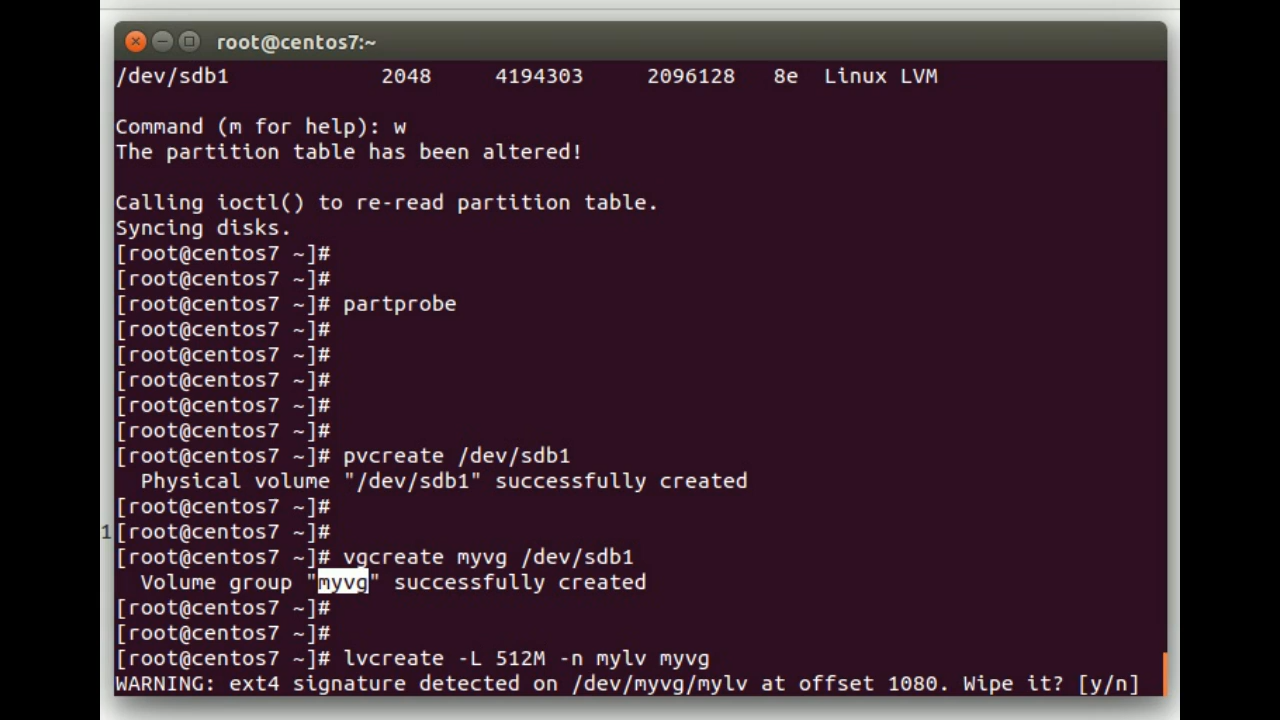 root@centos7:~
/dev/sdb1 2048 4194303 2096128 8e Linux LVM
Command (m for help): w
The partition table has been altered!
Calling ioctl() to re-read partition table.
Syncing disks.
[root@centos7 ~]#
[root@centos7 ~]#
[root@centos7 ~]# partprobe
[root@centos7 ~]#
[root@centos7 ~]#
[root@centos7 ~]#
[root@centos7 ~]#
[root@centos7 ~]#
[root@centos7 ~]# pvcreate /dev/sdb1
Physical volume "/dev/sdb1" successfully created
[root@centos7 ~]#
1[root@centos7 ~]#
[root@centos7 ~]# vgcreate myvg /dev/sdb1
Volume group "myvg" successfully created
[root@centos7 ~]#
[root@centos7 ~]#
[root@centos7 ~]# lvcreate -L 512M -n mylv myvg
WARNING: ext4 signature detected on /dev/myvg/mylv at offset 1080. Wipe it? [y/n]